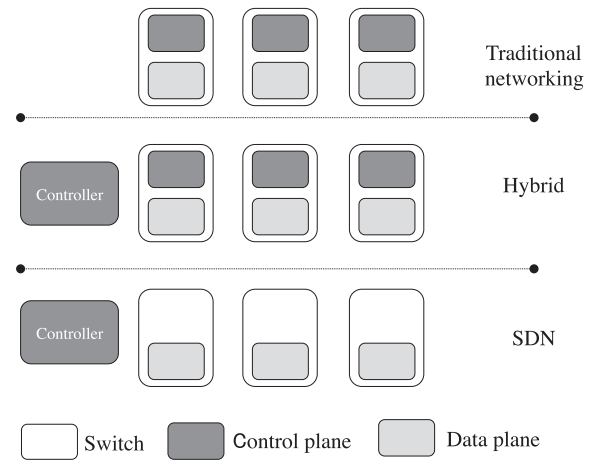 Traditional
networking
Controller
Hybrid
Controller
SDN
Switch
Control plane
Data plane